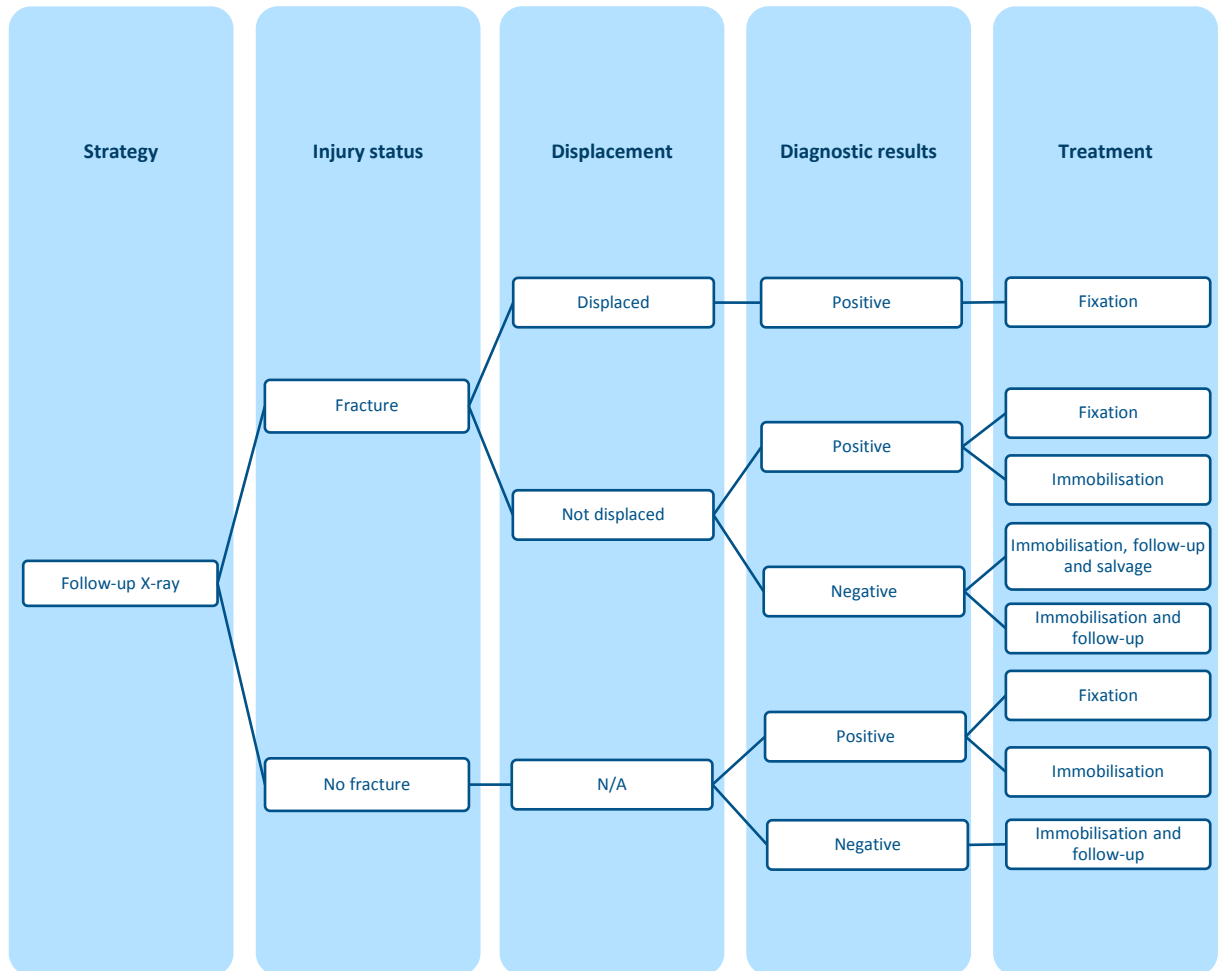 Strategy
Injury status
Displacement
Diagnostic results
Treatment
Displaced
Positive
Fixation
Fracture
Fixation
Positive
Immobilisation
Not displaced
Immobilisation, follow-up
and salvage
Follow-up X-ray
Negative
Immobilisation and
follow-up
Fixation
Positive
No fracture
N/A
Immobilisation
Negative
Immobilisation and
follow-up